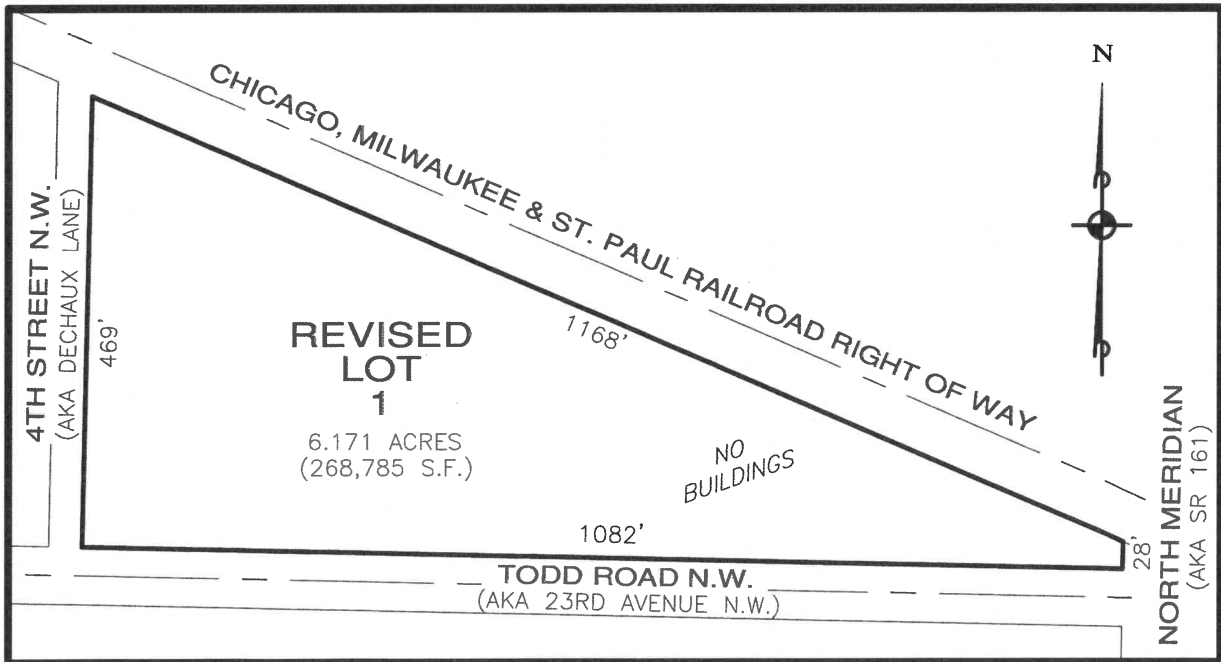 N
CHICAGO, MILWAUKEE & ST. PAUL RAILROAD RIGHT OF WAY
4TH STREET N.W.
(AKA DECHAUX LANE)
469'
1168'
REVISED
LOT
1
6.171 ACRES
(268,785 S.F.)
NO
BUILDINGS
1082'
28'
NORTH MERIDIAN
(AKA SR 161)
TODD ROAD N.W.
(AKA 23RD AVENUE N.W.)